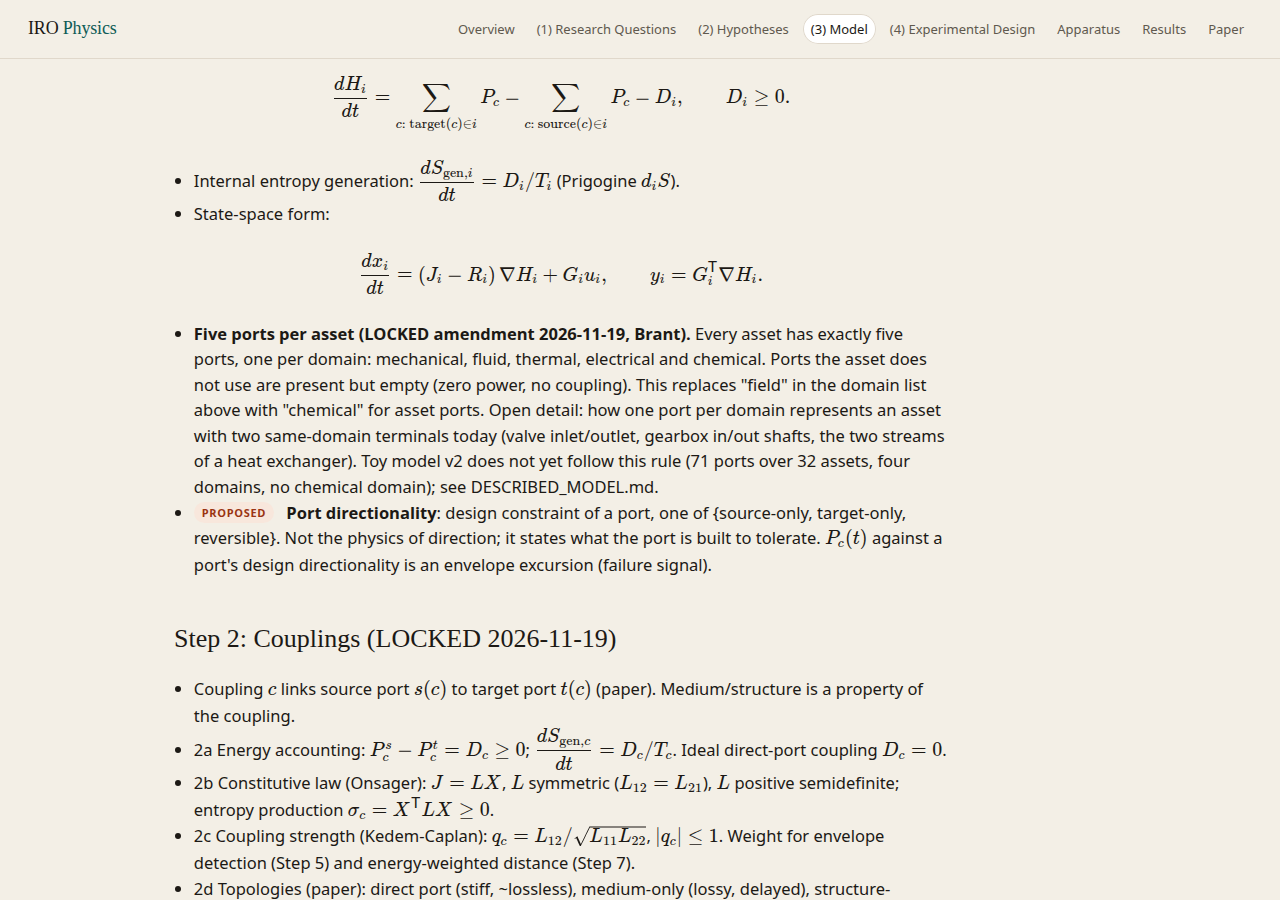 IRO Physics
Overview (1) Research Questions (2) Hypotheses (3) Model (4) Experimental Design Apparatus Results Paper
dH_i/dt = ∑_{c: target(c)∈i} P_c − ∑_{c: source(c)∈i} P_c − D_i, D_i ≥ 0.
• Internal entropy generation: dS_{gen,i}/dt = D_i/T_i (Prigogine d_iS).
• State-space form:
dx_i/dt = (J_i − R_i) ∇H_i + G_i u_i, y_i = G_i^⊤ ∇H_i.
• Five ports per asset (LOCKED amendment 2026-11-19, Brant). Every asset has exactly five
ports, one per domain: mechanical, fluid, thermal, electrical and chemical. Ports the asset does
not use are present but empty (zero power, no coupling). This replaces "field" in the domain list
above with "chemical" for asset ports. Open detail: how one port per domain represents an asset
with two same-domain terminals today (valve inlet/outlet, gearbox in/out shafts, the two streams
of a heat exchanger). Toy model v2 does not yet follow this rule (71 ports over 32 assets, four
domains, no chemical domain); see DESCRIBED_MODEL.md.
• PROPOSED Port directionality: design constraint of a port, one of {source-only, target-only,
reversible}. Not the physics of direction; it states what the port is built to tolerate. P_c(t) against a
port's design directionality is an envelope excursion (failure signal).
Step 2: Couplings (LOCKED 2026-11-19)
• Coupling c links source port s(c) to target port t(c) (paper). Medium/structure is a property of
the coupling.
• 2a Energy accounting: P_c^s − P_c^t = D_c ≥ 0; dS_{gen,c}/dt = D_c/T_c. Ideal direct-port coupling D_c = 0.
• 2b Constitutive law (Onsager): J = LX, L symmetric (L_12 = L_21), L positive semidefinite;
entropy production σ_c = X^⊤LX ≥ 0.
• 2c Coupling strength (Kedem-Caplan): q_c = L_12/√(L_11L_22), |q_c| ≤ 1. Weight for envelope
detection (Step 5) and energy-weighted distance (Step 7).
• 2d Topologies (paper): direct port (stiff, ~lossless), medium-only (lossy, delayed), structure-